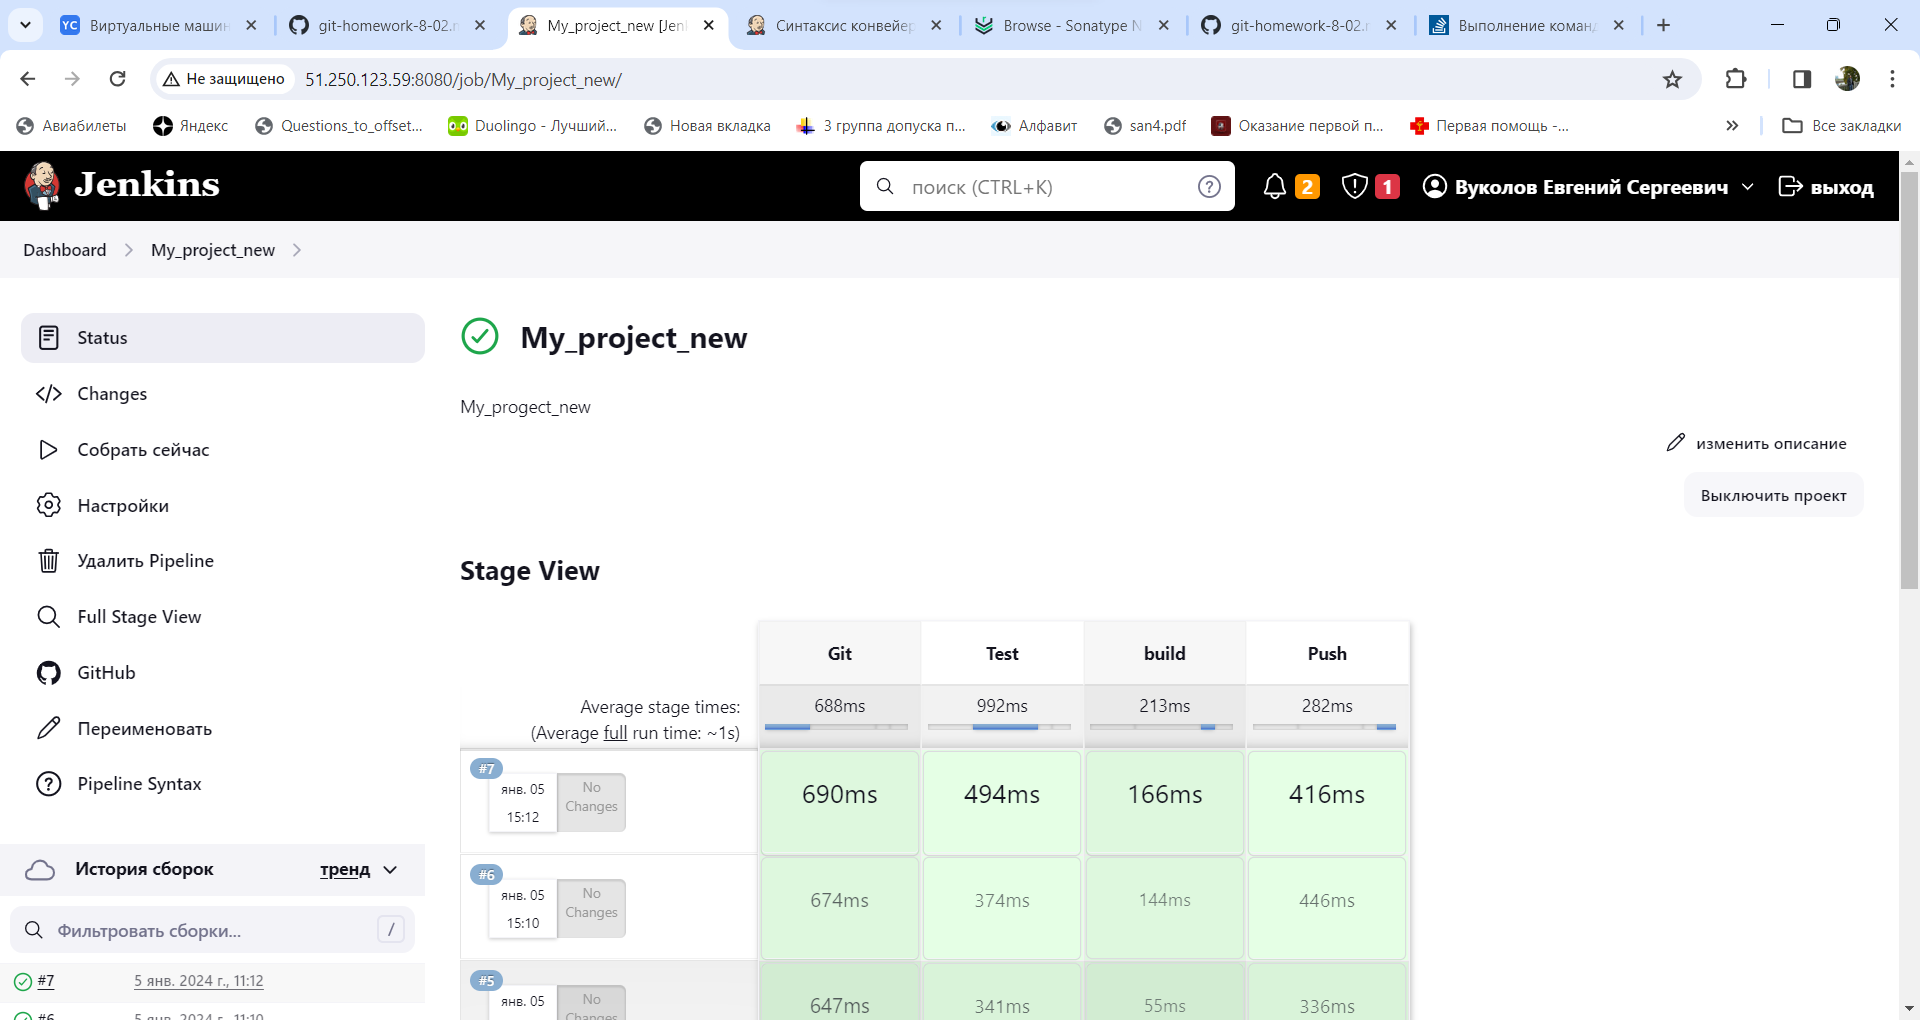 YC Виртуальные машин
git-homework-8-02.m
My_project_new [Jenl
Синтаксис конвейер
Browse - Sonatype N
git-homework-8-02.m
Выполнение команд
Не защищено
51.250.123.59:8080/job/My_project_new/
Авиабилеты
Яндекс
Questions_to_offset...
Duolingo - Лучший...
Новая вкладка
3 группа допуска п...
Алфавит
san4.pdf
Оказание первой п...
Первая помощь -...
Все закладки
Jenkins
поиск (CTRL+K)
2
1
Вуколов Евгений Сергеевич
выход
Dashboard
My_project_new
Status
Changes
Собрать сейчас
Настройки
Удалить Pipeline
Full Stage View
GitHub
Переименовать
Pipeline Syntax
История сборок
тренд
Фильтровать сборки...
/
#7
5 янв. 2024 г., 11:12
#6
5 янв. 2024 г., 11:10
My_project_new
My_progect_new
изменить описание
Выключить проект
Stage View
Git Test build Push
Average stage times:
(Average full run time: ~1s)
688ms 992ms 213ms 282ms
#7
янв. 05
15:12
No
Changes
690ms 494ms 166ms 416ms
#6
янв. 05
15:10
No
Changes
674ms 374ms 144ms 446ms
#5
янв. 05
No
Changes
647ms 341ms 55ms 336ms